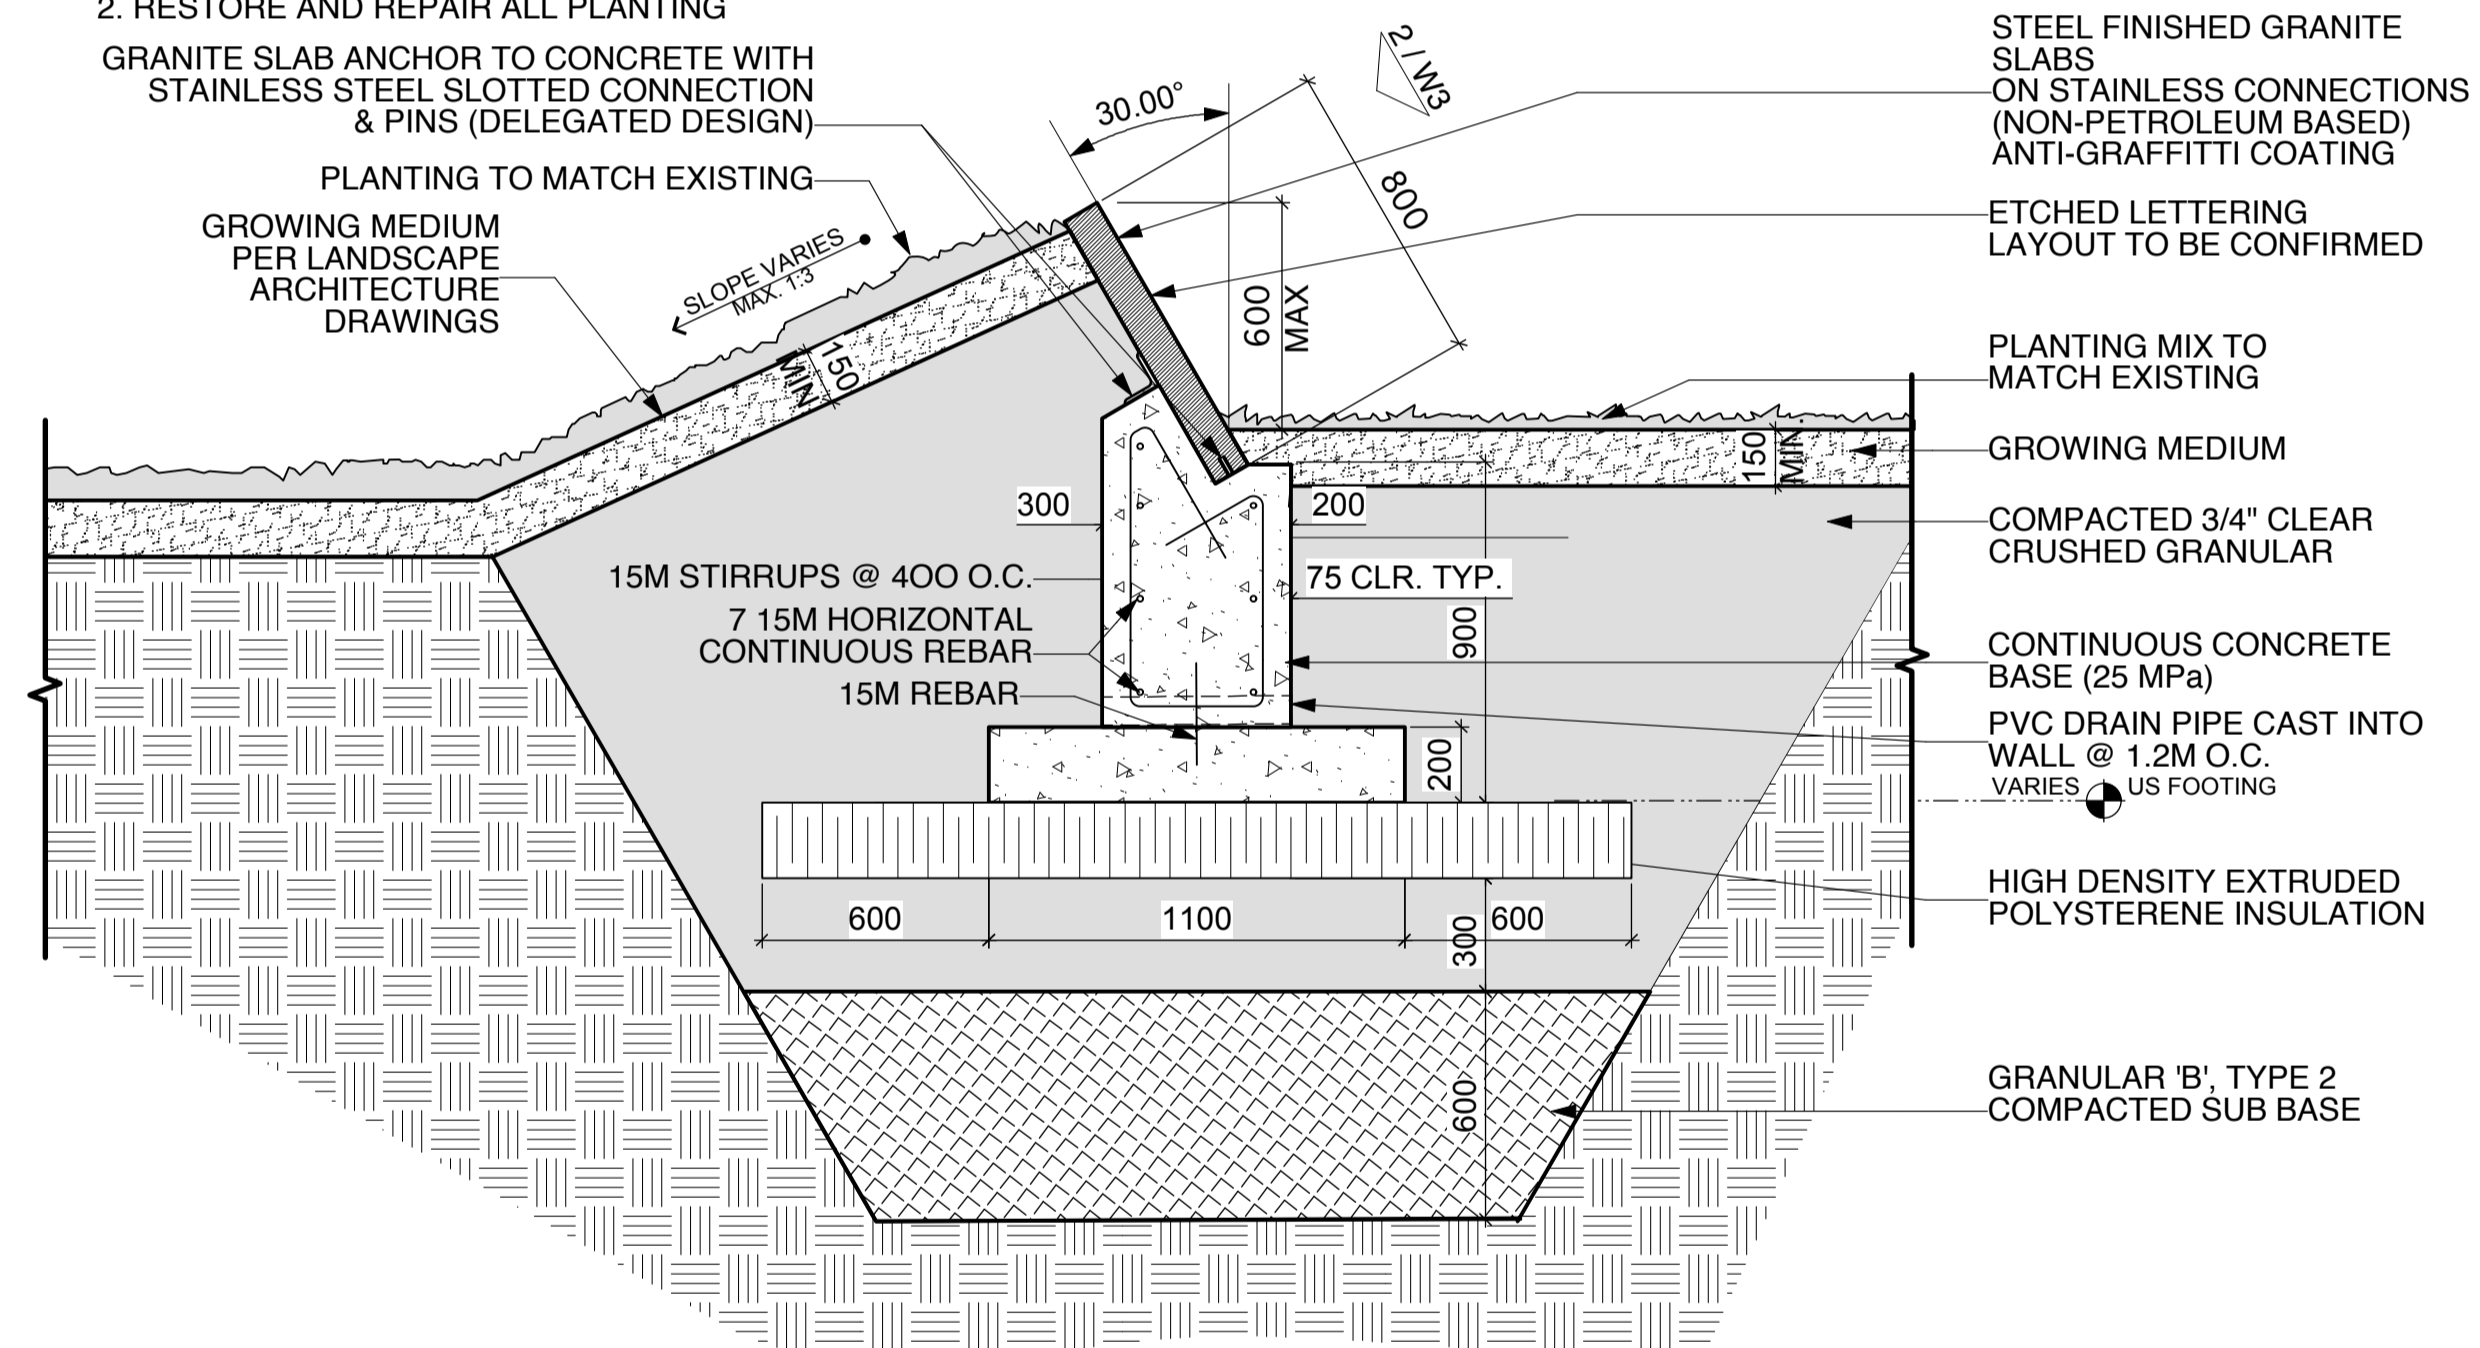 2. RESTORE AND REPAIR ALL PLANTING
GRANITE SLAB ANCHOR TO CONCRETE WITH
STAINLESS STEEL SLOTTED CONNECTION
& PINS (DELEGATED DESIGN)
PLANTING TO MATCH EXISTING
GROWING MEDIUM
PER LANDSCAPE
ARCHITECTURE
DRAWINGS
SLOPE VARIES
MAX. 1:3
150
MIN
30.00°
2 / W3
800
600
MAX
STEEL FINISHED GRANITE
SLABS
ON STAINLESS CONNECTIONS
(NON-PETROLEUM BASED)
ANTI-GRAFFITTI COATING
ETCHED LETTERING
LAYOUT TO BE CONFIRMED
PLANTING MIX TO
MATCH EXISTING
150
MIN.
GROWING MEDIUM
300
200
COMPACTED 3/4" CLEAR
CRUSHED GRANULAR
15M STIRRUPS @ 4OO O.C.
75 CLR. TYP.
7 15M HORIZONTAL
CONTINUOUS REBAR
900
15M REBAR
CONTINUOUS CONCRETE
BASE (25 MPa)
PVC DRAIN PIPE CAST INTO
WALL @ 1.2M O.C.
200
VARIES US FOOTING
HIGH DENSITY EXTRUDED
POLYSTERENE INSULATION
600
1100
600
300
600
GRANULAR 'B', TYPE 2
COMPACTED SUB BASE